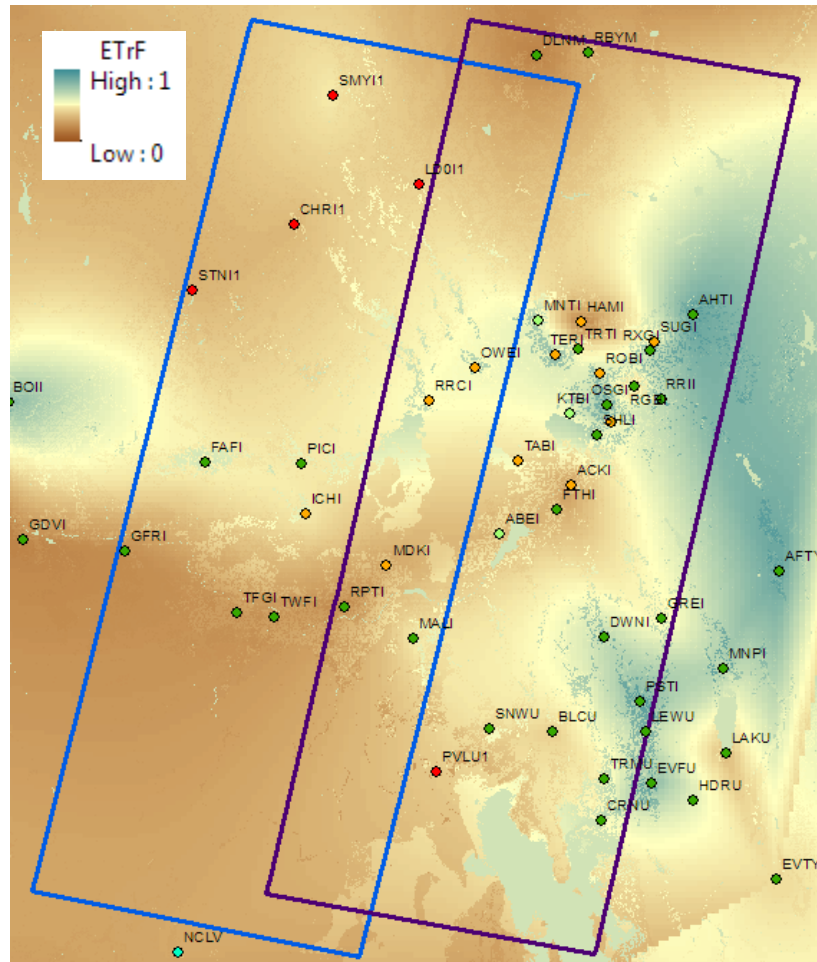 ETrF
High : 1
Low : 0
DLNM
RBYM
SMYI1
LD0I1
CHRI1
STNI1
AHTI
MNTI
HAMI
SUGI
RXGI
TRTI
TERI
ROBI
OWEI
BOII
RRII
OSGI
RRCI
KTBI
SHLI
FAFI
PICI
TABI
ACKI
ICHI
FTHI
ABEI
GDVI
GFRI
MDKI
AFTY
TFGI
TWFI
RPTI
GREI
MALI
DWNI
MNPI
PSTI
SNWU
BLCU
LEWU
LAKU
PVLU1
TRMU
EVFU
HDRU
CRNU
EVTY
NCLV